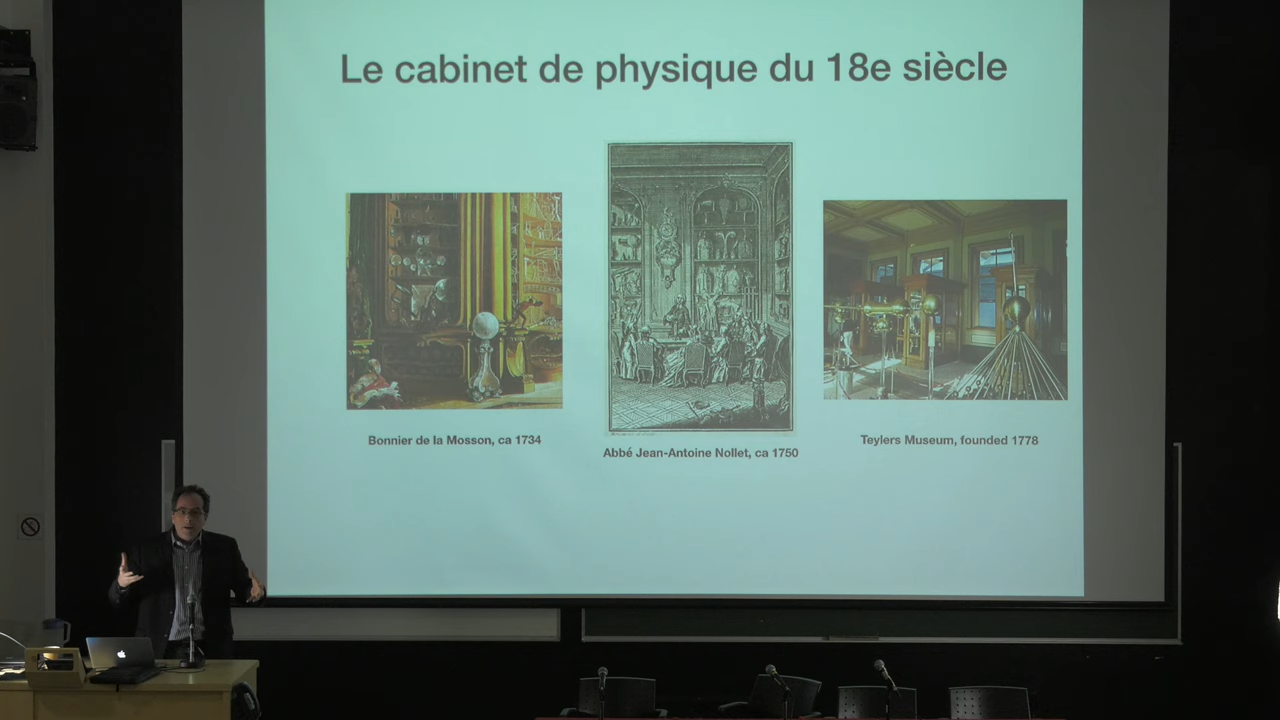 Le cabinet de physique du 18e siècle
Bonnier de la Mosson, ca 1734
Abbé Jean-Antoine Nollet, ca 1750
Teylers Museum, founded 1778